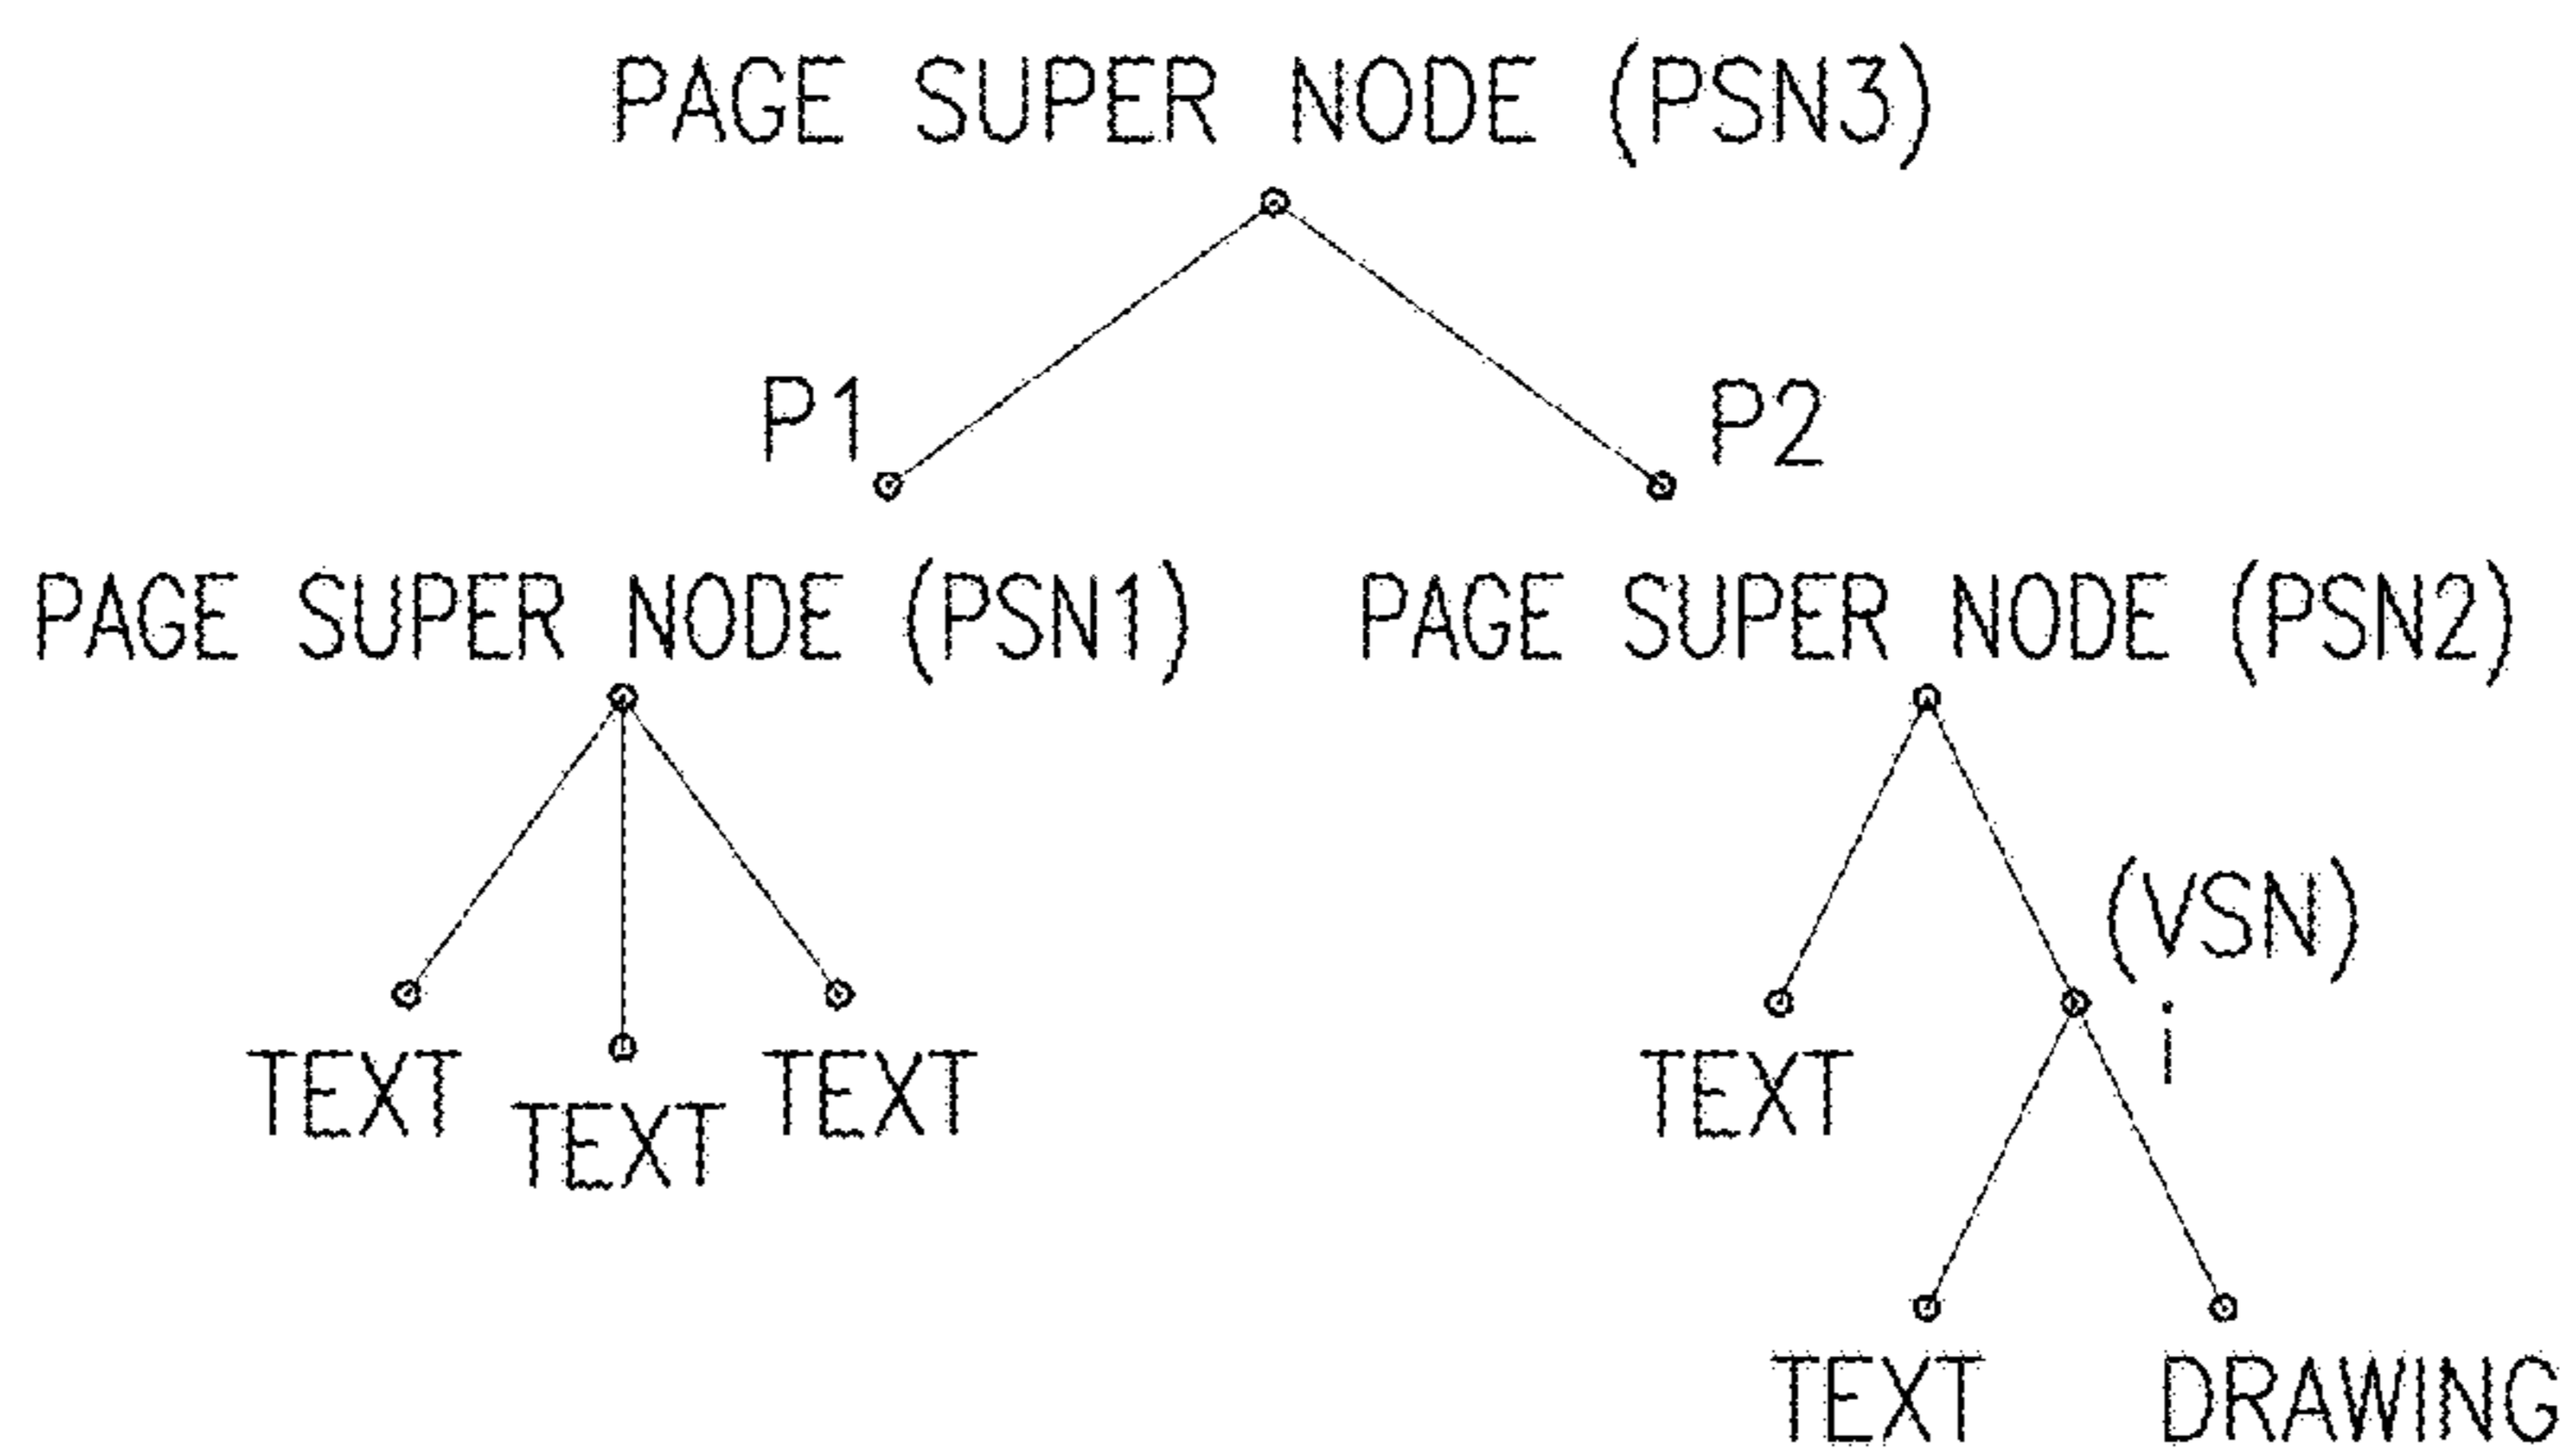 PAGE SUPER NODE (PSN3)
P1
P2
PAGE SUPER NODE (PSN1)
PAGE SUPER NODE (PSN2)
(VSN)
i
TEXT
TEXT
TEXT
TEXT
TEXT
DRAWING